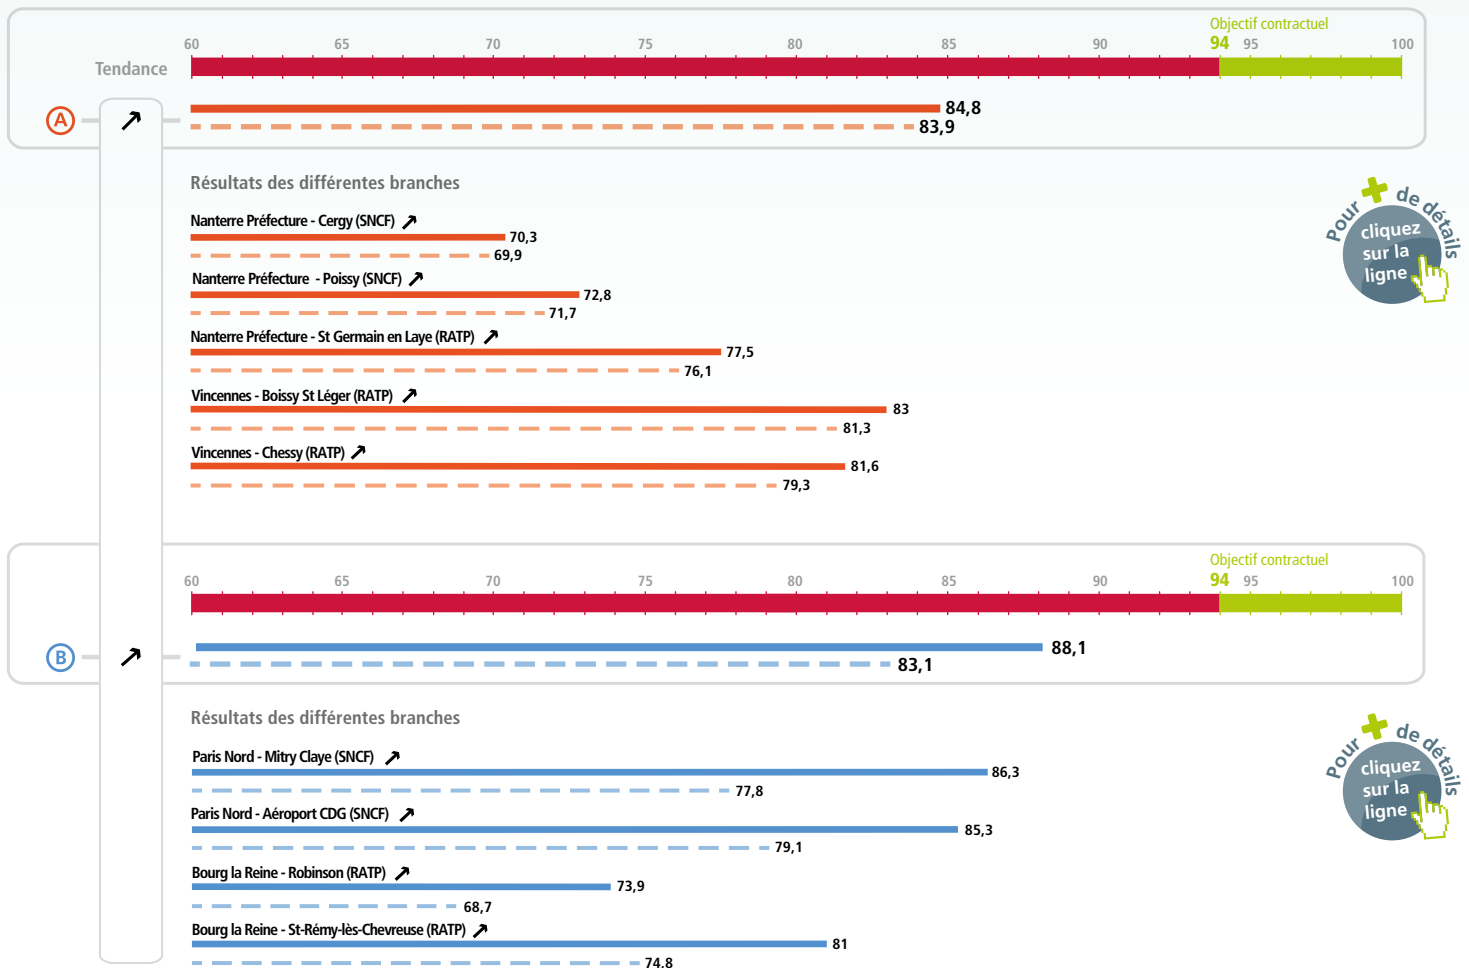 Objectif contractuel
60 65 70 75 80 85 90 94 95 100
Tendance
A
84,8
83,9
Résultats des différentes branches
Nanterre Préfecture - Cergy (SNCF)
70,3
69,9
Nanterre Préfecture - Poissy (SNCF)
72,8
71,7
Nanterre Préfecture - St Germain en Laye (RATP)
77,5
76,1
Vincennes - Boissy St Léger (RATP)
83
81,3
Vincennes - Chessy (RATP)
81,6
79,3
Pour + de détails
cliquez
sur la
ligne
Objectif contractuel
60 65 70 75 80 85 90 94 95 100
B
88,1
83,1
Résultats des différentes branches
Paris Nord - Mitry Claye (SNCF)
86,3
77,8
Paris Nord - Aéroport CDG (SNCF)
85,3
79,1
Bourg la Reine - Robinson (RATP)
73,9
68,7
Bourg la Reine - St-Rémy-lès-Chevreuse (RATP)
81
74,8
Pour + de détails
cliquez
sur la
ligne